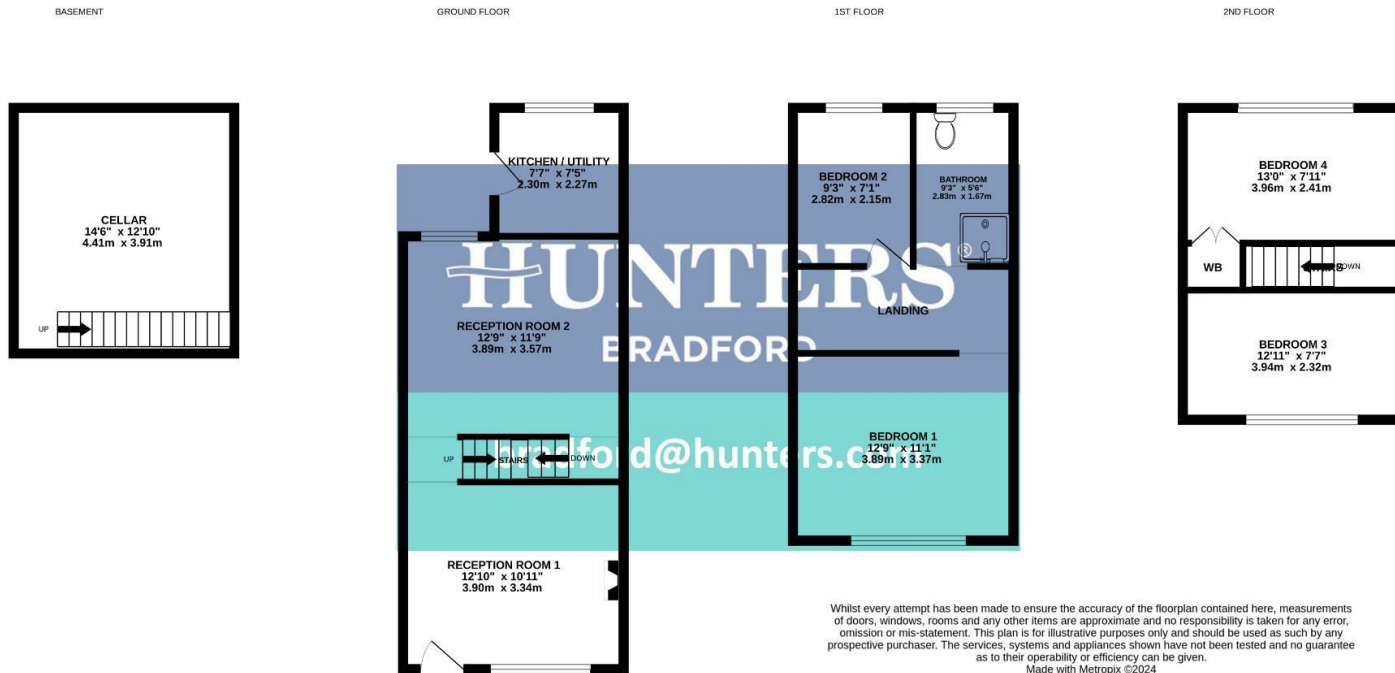 BASEMENT
GROUND FLOOR
1ST FLOOR
2ND FLOOR
CELLAR
14'6" x 12'10"
4.41m x 3.91m
UP
KITCHEN / UTILITY
7'7" x 7'5"
2.30m x 2.27m
RECEPTION ROOM 2
12'9" x 11'9"
3.89m x 3.57m
UP
STAIRS
DOWN
RECEPTION ROOM 1
12'10" x 10'11"
3.90m x 3.34m
BEDROOM 2
9'3" x 7'1"
2.82m x 2.15m
BATHROOM
9'3" x 5'6"
2.83m x 1.67m
LANDING
BEDROOM 1
12'9" x 11'1"
3.89m x 3.37m
BEDROOM 4
13'0" x 7'11"
3.96m x 2.41m
WB
DOWN
BEDROOM 3
12'11" x 7'7"
3.94m x 2.32m
HUNTERS®
BRADFORD
bradford@hunters.com
Whilst every attempt has been made to ensure the accuracy of the floorplan contained here, measurements
of doors, windows, rooms and any other items are approximate and no responsibility is taken for any error,
omission or mis-statement. This plan is for illustrative purposes only and should be used as such by any
prospective purchaser. The services, systems and appliances shown have not been tested and no guarantee
as to their operability or efficiency can be given.
Made with Metropix ©2024